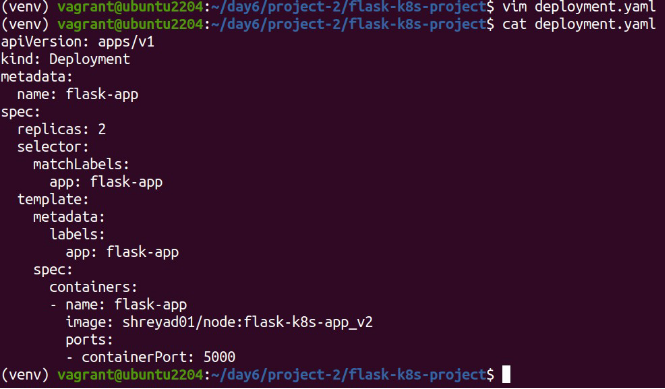 (venv) vagrant@ubuntu2204:~/day6/project-2/flask-k8s-project$ vim deployment.yaml
(venv) vagrant@ubuntu2204:~/day6/project-2/flask-k8s-project$ cat deployment.yaml
apiVersion: apps/v1
kind: Deployment
metadata:
  name: flask-app
spec:
  replicas: 2
  selector:
    matchLabels:
      app: flask-app
  template:
    metadata:
      labels:
        app: flask-app
    spec:
      containers:
      - name: flask-app
        image: shreyad01/node:flask-k8s-app_v2
        ports:
        - containerPort: 5000
(venv) vagrant@ubuntu2204:~/day6/project-2/flask-k8s-project$